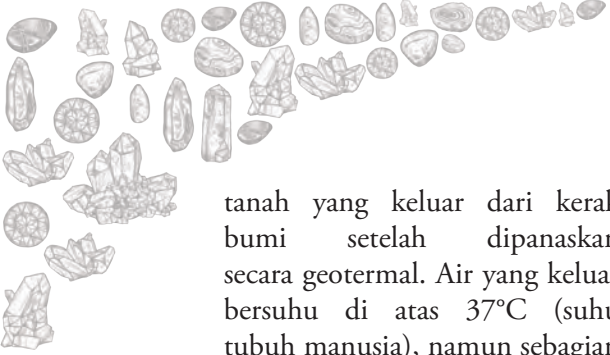 tanah yang keluar dari kerak
bumi setelah dipanaskan
secara geotermal. Air yang keluar
bersuhu di atas 37°C (suhu
tubuh manusia), namun sebagian